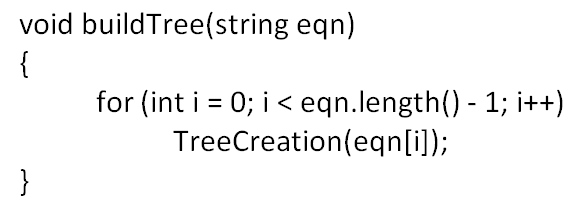 void buildTree(string eqn)
{
for (int i = 0; i < eqn.length() - 1; i++)
TreeCreation(eqn[i]);
}